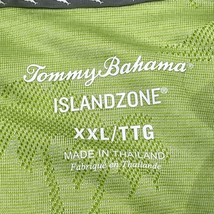 Tommy Bahama®
ISLANDZONE®
XXL/TTG
MADE IN THAILAND
Fabriqué en Thaïlande